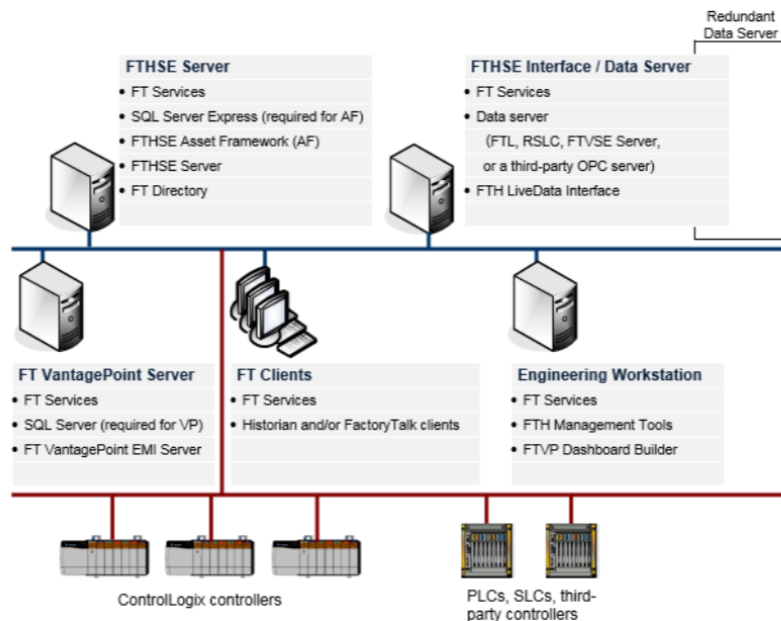 Redundant
Data Server
FTHSE Server
• FT Services
• SQL Server Express (required for AF)
• FTHSE Asset Framework (AF)
• FTHSE Server
• FT Directory
FTHSE Interface / Data Server
• FT Services
• Data server
(FTL, RSLC, FTVSE Server,
or a third-party OPC server)
• FTH LiveData Interface
FT VantagePoint Server
• FT Services
• SQL Server (required for VP)
• FT VantagePoint EMI Server
FT Clients
• FT Services
• Historian and/or FactoryTalk clients
Engineering Workstation
• FT Services
• FTH Management Tools
• FTVP Dashboard Builder
ControlLogix controllers
PLCs, SLCs, third-
party controllers